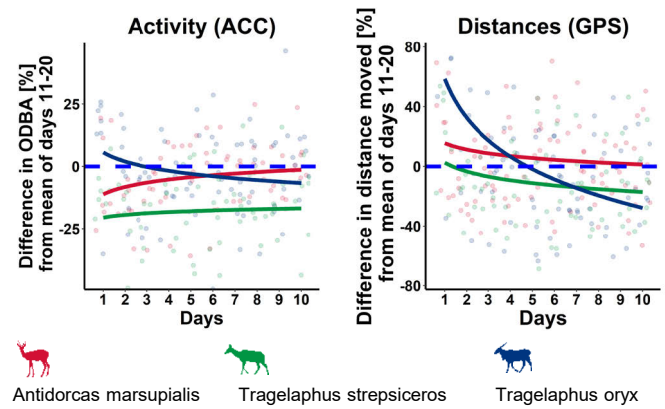 Activity (ACC)
Difference in ODBA [%]
from mean of days 11-20
25
0
-25
1 2 3 4 5 6 7 8 9 10
Days
Distances (GPS)
Difference in distance moved [%]
from mean of days 11-20
80
40
0
-40
-80
1 2 3 4 5 6 7 8 9 10
Days
Antidorcas marsupialis
Tragelaphus strepsiceros
Tragelaphus oryx